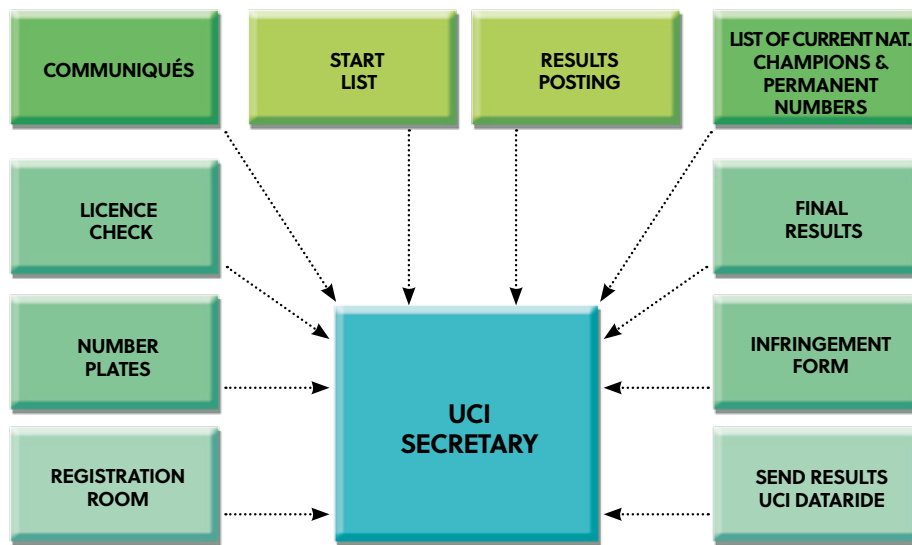 COMMUNIQUÉS
START
LIST
RESULTS
POSTING
LIST OF CURRENT NAT.
CHAMPIONS &
PERMANENT
NUMBERS
LICENCE
CHECK
FINAL
RESULTS
NUMBER
PLATES
INFRINGEMENT
FORM
UCI
SECRETARY
REGISTRATION
ROOM
SEND RESULTS
UCI DATARIDE